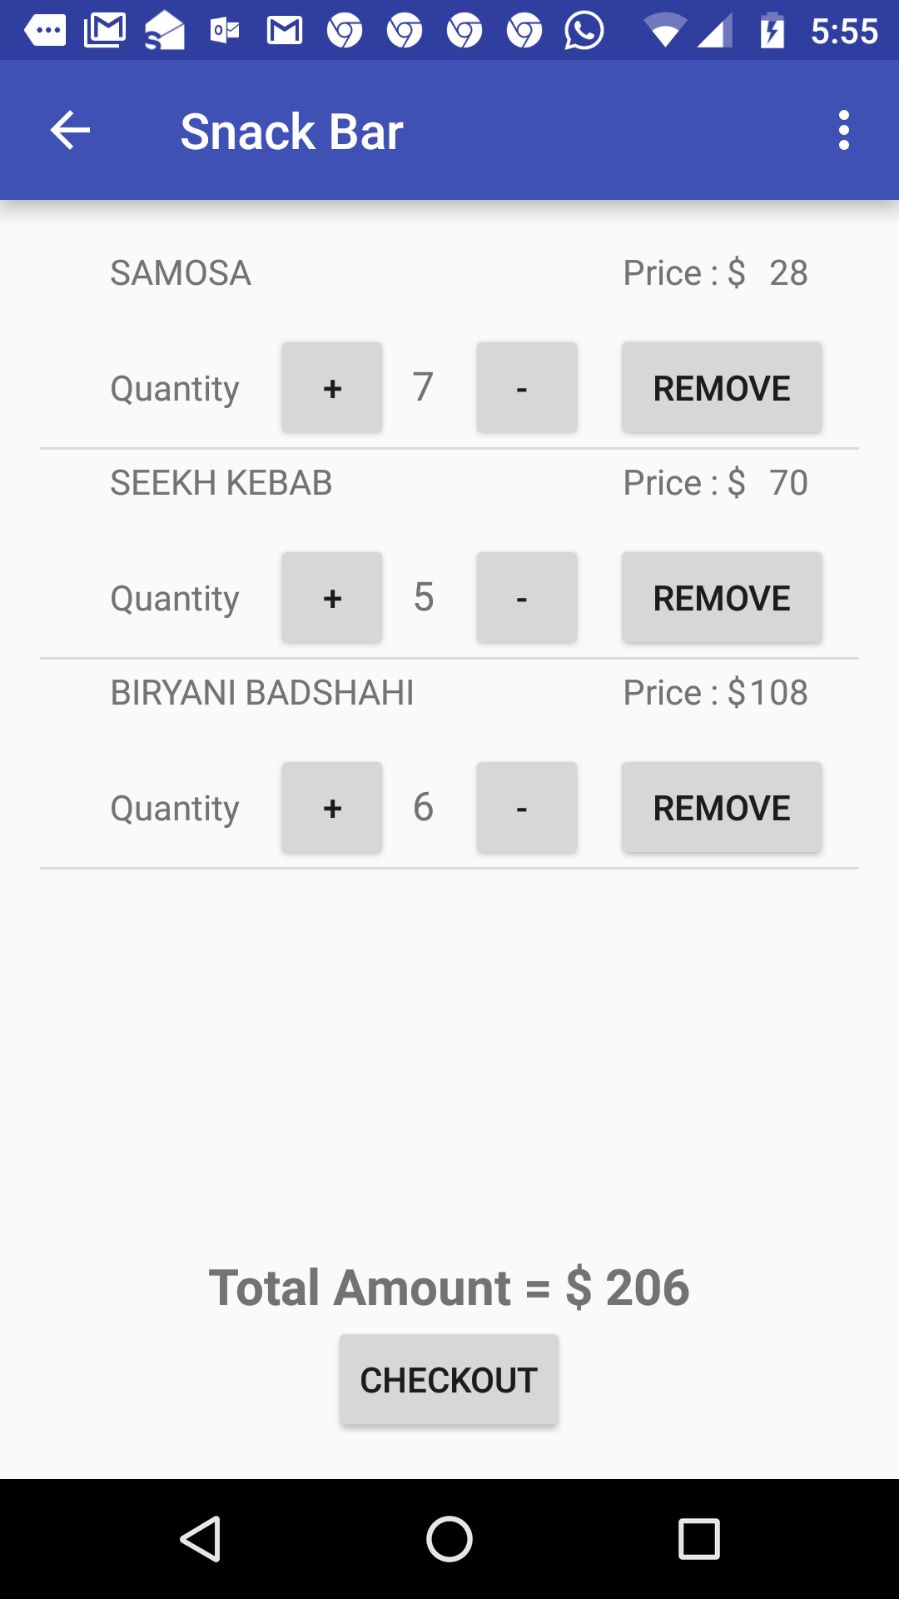 5:55
Snack Bar
SAMOSA Price : $ 28
Quantity + 7 - REMOVE
SEEKH KEBAB Price : $ 70
Quantity + 5 - REMOVE
BIRYANI BADSHAHI Price : $108
Quantity + 6 - REMOVE
Total Amount = $ 206
CHECKOUT